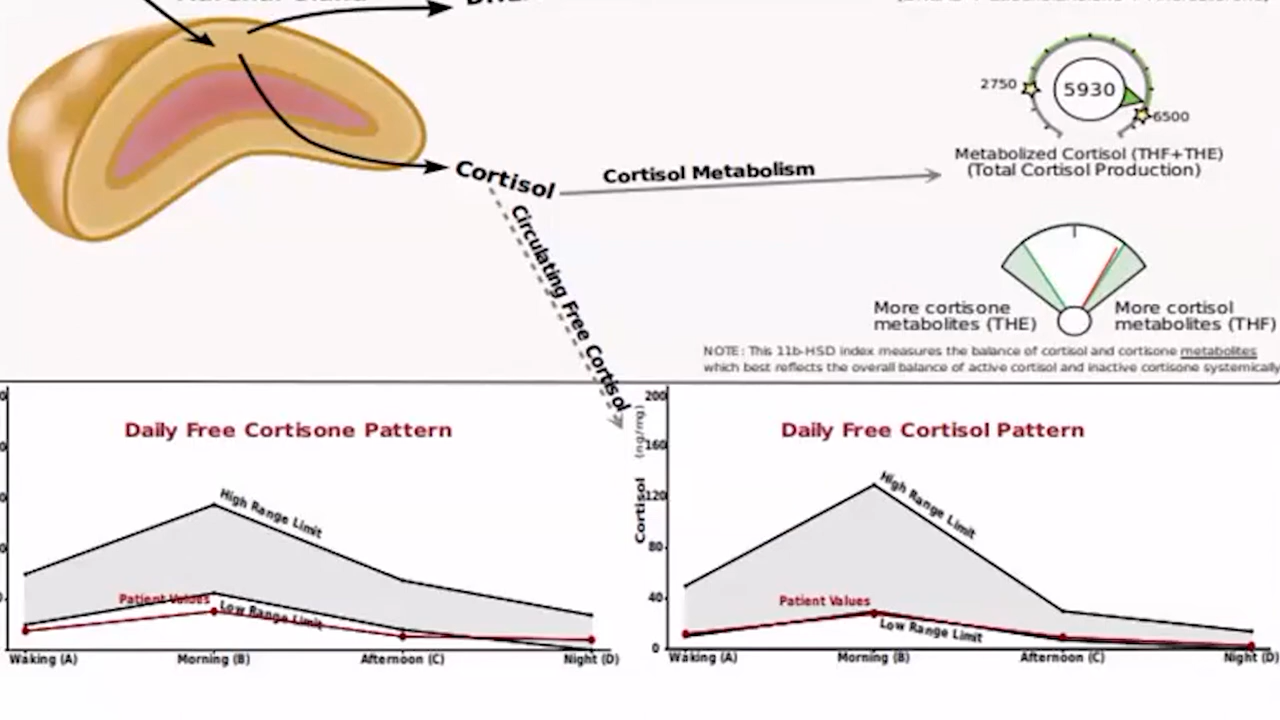 2750
5930
6500
Metabolized Cortisol (THF+THE)
(Total Cortisol Production)
Cortisol
Cortisol Metabolism
Circulating Free Cortisol
More cortisone
metabolites (THE)
More cortisol
metabolites (THF)
NOTE: This 11b-HSD index measures the balance of cortisol and cortisone metabolites
which best reflects the overall balance of active cortisol and inactive cortisone systemically
Daily Free Cortisone Pattern
High Range Limit
Patient Values
Low Range Limit
Waking (A)
Morning (B)
Afternoon (C)
Night (D)
Daily Free Cortisol Pattern
Cortisol (ng/mg)
200
160
120
80
40
0
High Range Limit
Patient Values
Low Range Limit
Waking (A)
Morning (B)
Afternoon (C)
Night (D)